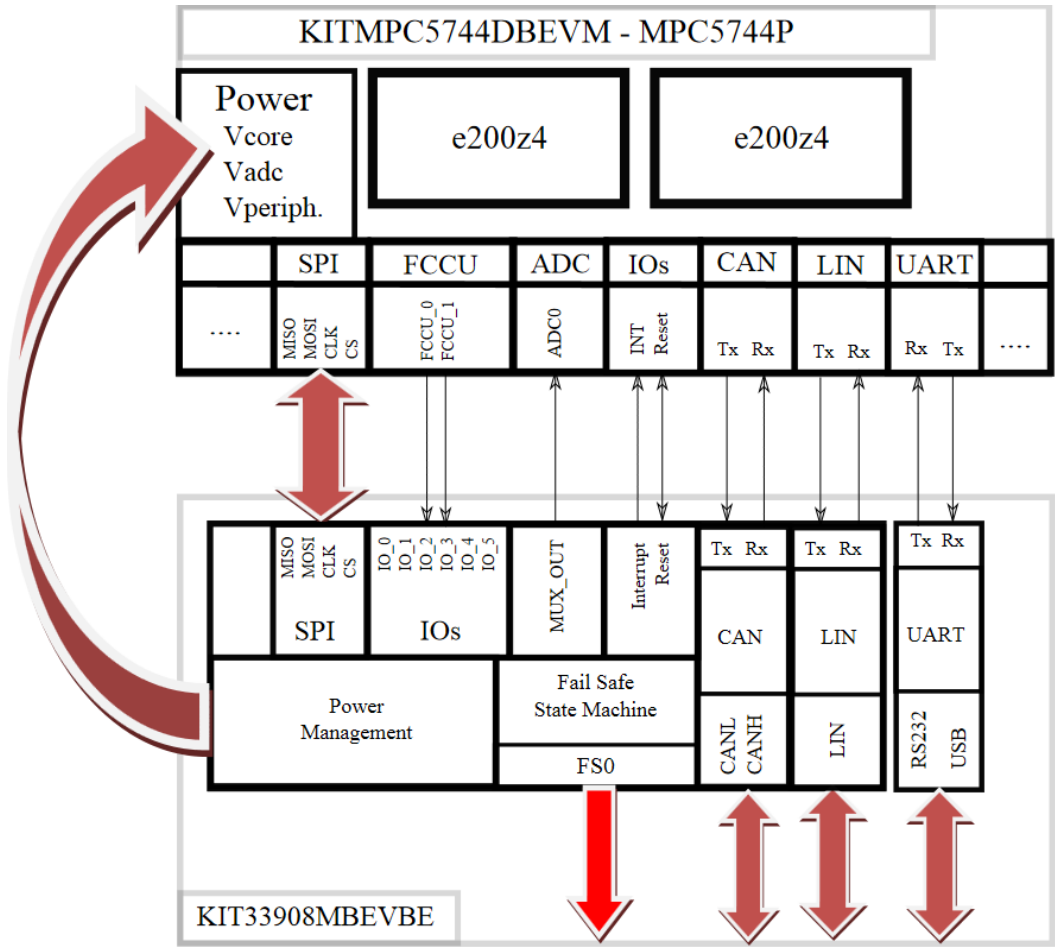 KITMPC5744DBEVM - MPC5744P
Power
Vcore
Vadc
Vperiph.
e200z4
e200z4
SPI
FCCU
ADC
IOs
CAN
LIN
UART
....
MISO
MOSI
CLK
CS
FCCU_0
FCCU_1
ADC0
INT
Reset
Tx Rx
Tx Rx
Rx Tx
....
MISO
MOSI
CLK
CS
SPI
IO_0
IO_1
IO_2
IO_3
IO_4
IO_5
IOs
MUX_OUT
Interrupt
Reset
Tx Rx
CAN
CANL
CANH
Tx Rx
LIN
LIN
Tx Rx
UART
RS232
USB
Power
Management
Fail Safe
State Machine
FS0
KIT33908MBEVBE